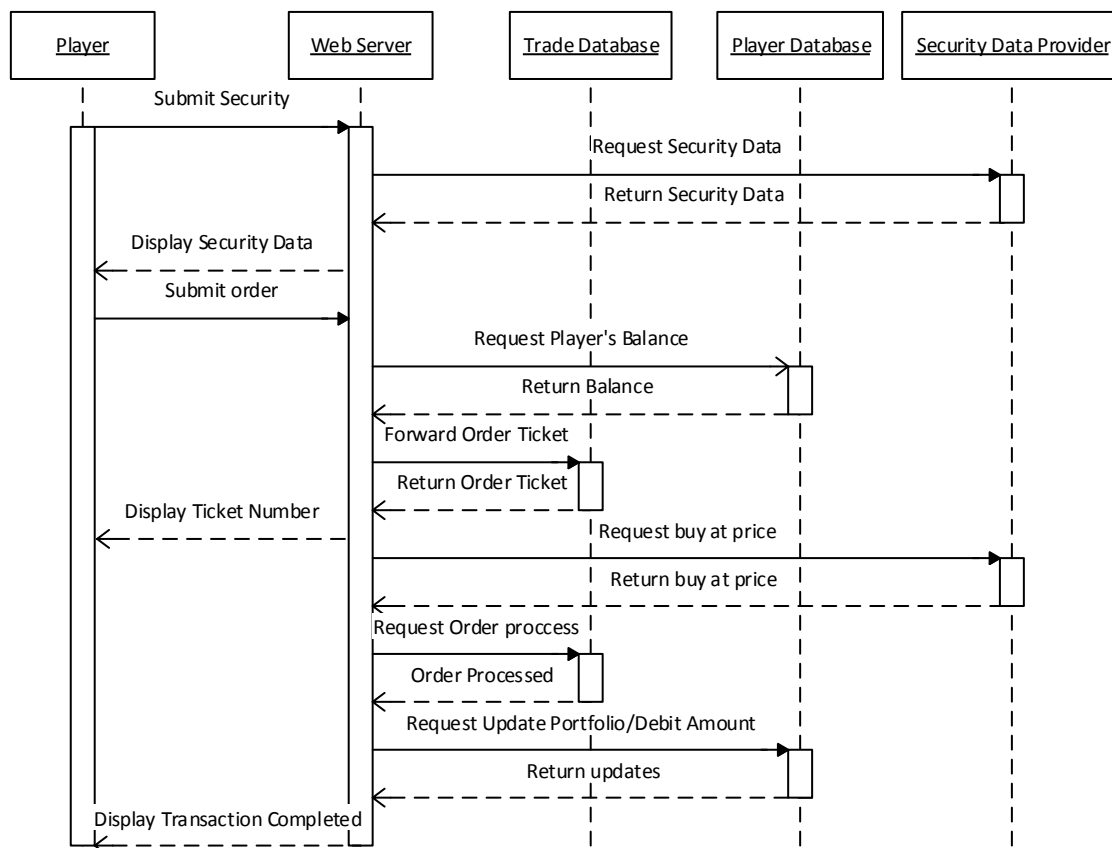 Player
Web Server
Trade Database
Player Database
Security Data Provider
Submit Security
Request Security Data
Return Security Data
Display Security Data
Submit order
Request Player's Balance
Return Balance
Forward Order Ticket
Return Order Ticket
Display Ticket Number
Request buy at price
Return buy at price
Request Order proccess
Order Processed
Request Update Portfolio/Debit Amount
Return updates
Display Transaction Completed